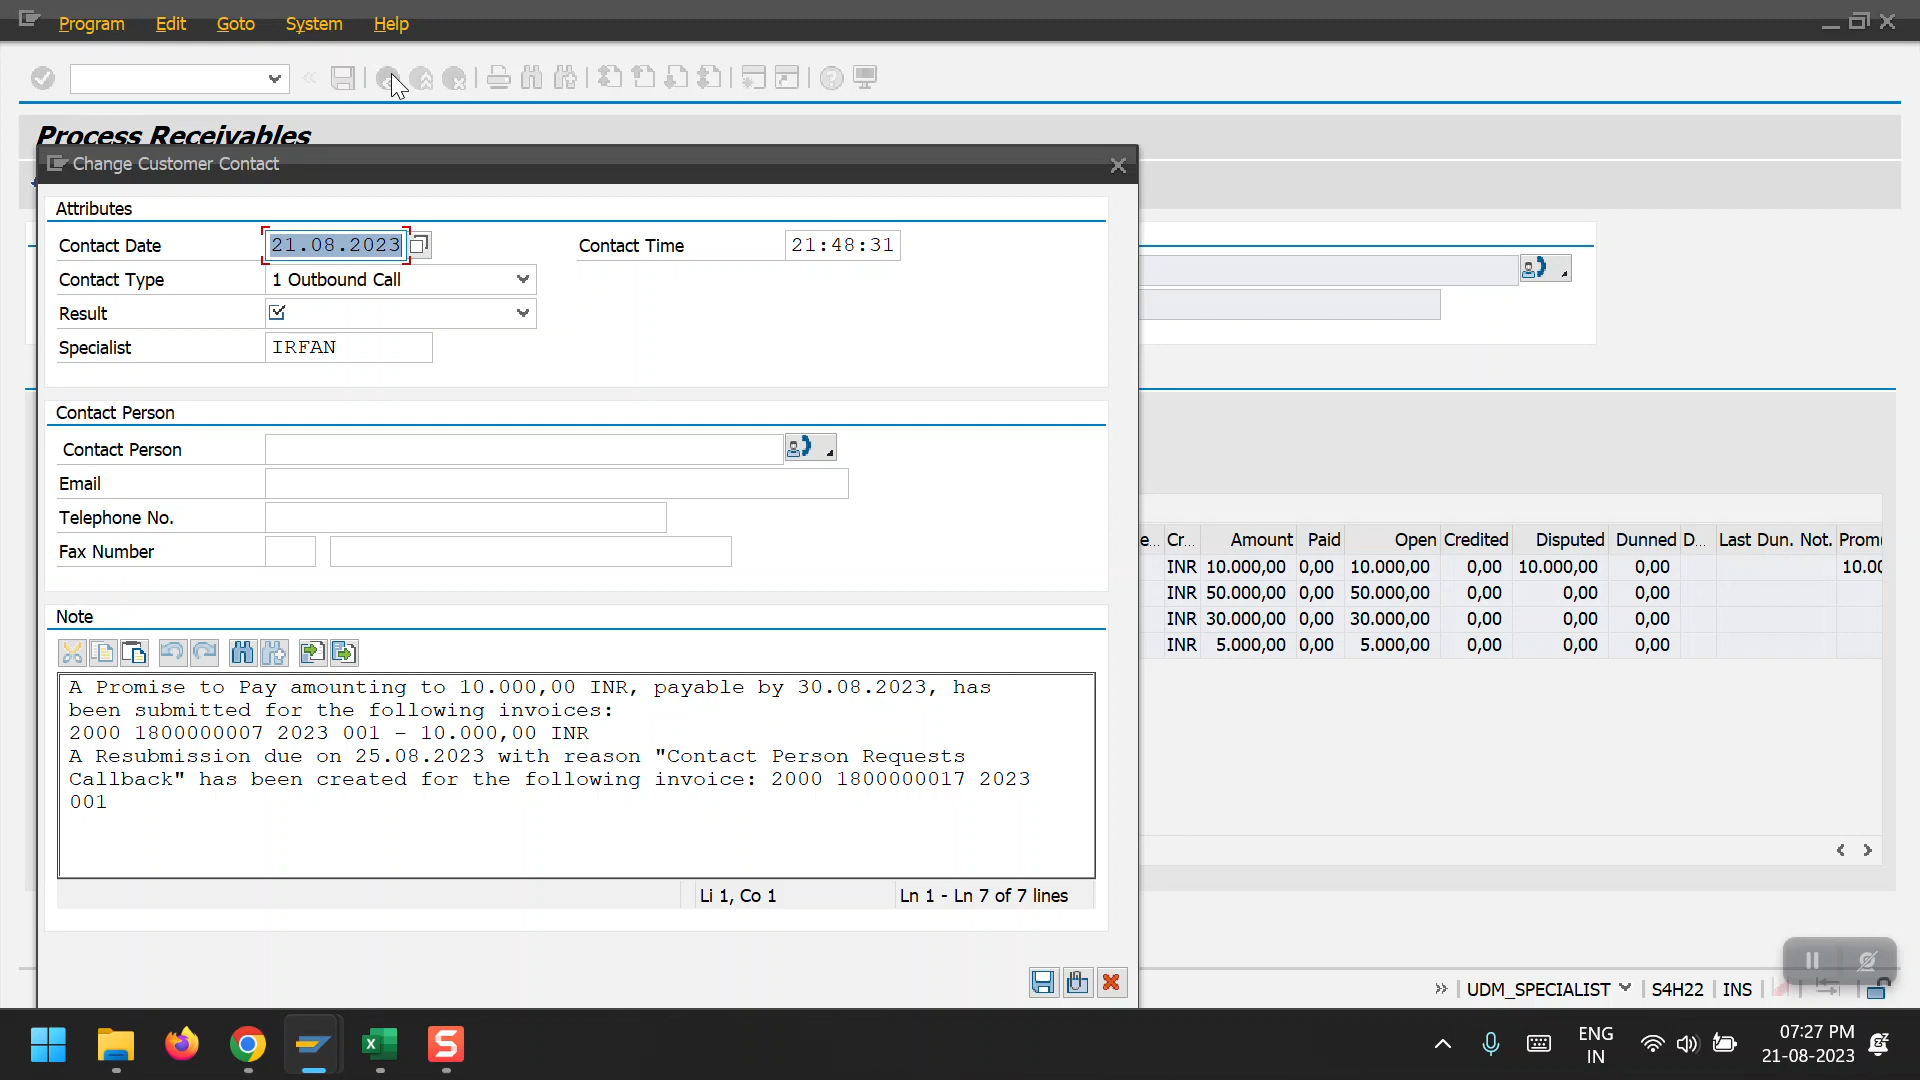 Program Edit Goto System Help
Process Receivables
Change Customer Contact
Attributes
Contact Date 21.08.2023 Contact Time 21:48:31
Contact Type 1 Outbound Call
Result
Specialist IRFAN
Contact Person
Contact Person
Email
Telephone No.
Fax Number
Note
A Promise to Pay amounting to 10.000,00 INR, payable by 30.08.2023, has
been submitted for the following invoices:
2000 1800000007 2023 001 - 10.000,00 INR
A Resubmission due on 25.08.2023 with reason "Contact Person Requests
Callback" has been created for the following invoice: 2000 1800000017 2023
001
Li 1, Co 1 Ln 1 - Ln 7 of 7 lines
e... Cr... Amount Paid Open Credited Disputed Dunned D... Last Dun. Not. Prom
INR 10.000,00 0,00 10.000,00 0,00 10.000,00 0,00 10.00
INR 50.000,00 0,00 50.000,00 0,00 0,00 0,00
INR 30.000,00 0,00 30.000,00 0,00 0,00 0,00
INR 5.000,00 0,00 5.000,00 0,00 0,00 0,00
UDM_SPECIALIST S4H22 INS
ENG
IN
07:27 PM
21-08-2023